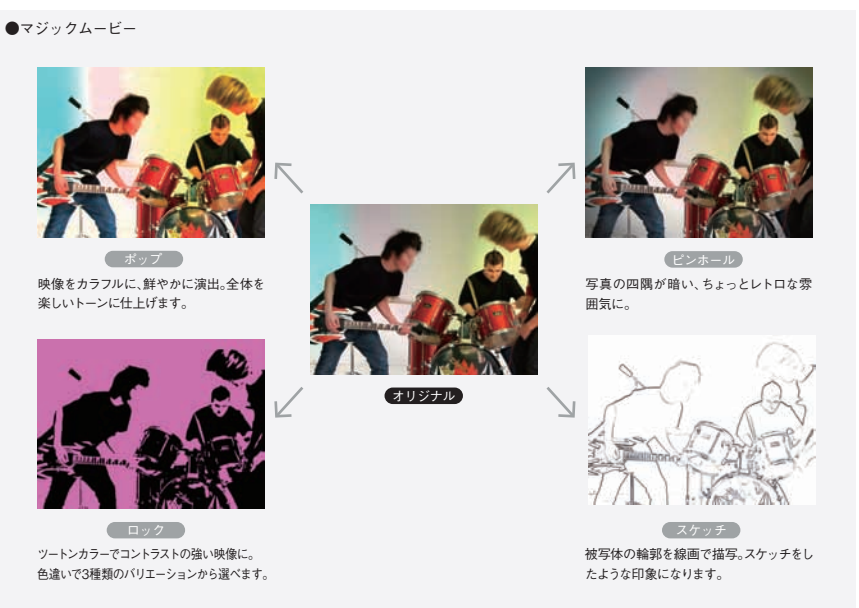 ●マジックムービー
ポップ
映像をカラフルに、鮮やかに演出。全体を
楽しいトーンに仕上げます。
ピンホール
写真の四隅が暗い、ちょっとレトロな雰
囲気に。
オリジナル
ロック
ツートンカラーでコントラストの強い映像に。
色違いで3種類のバリエーションから選べます。
スケッチ
被写体の輪郭を線画で描写。スケッチをし
たような印象になります。